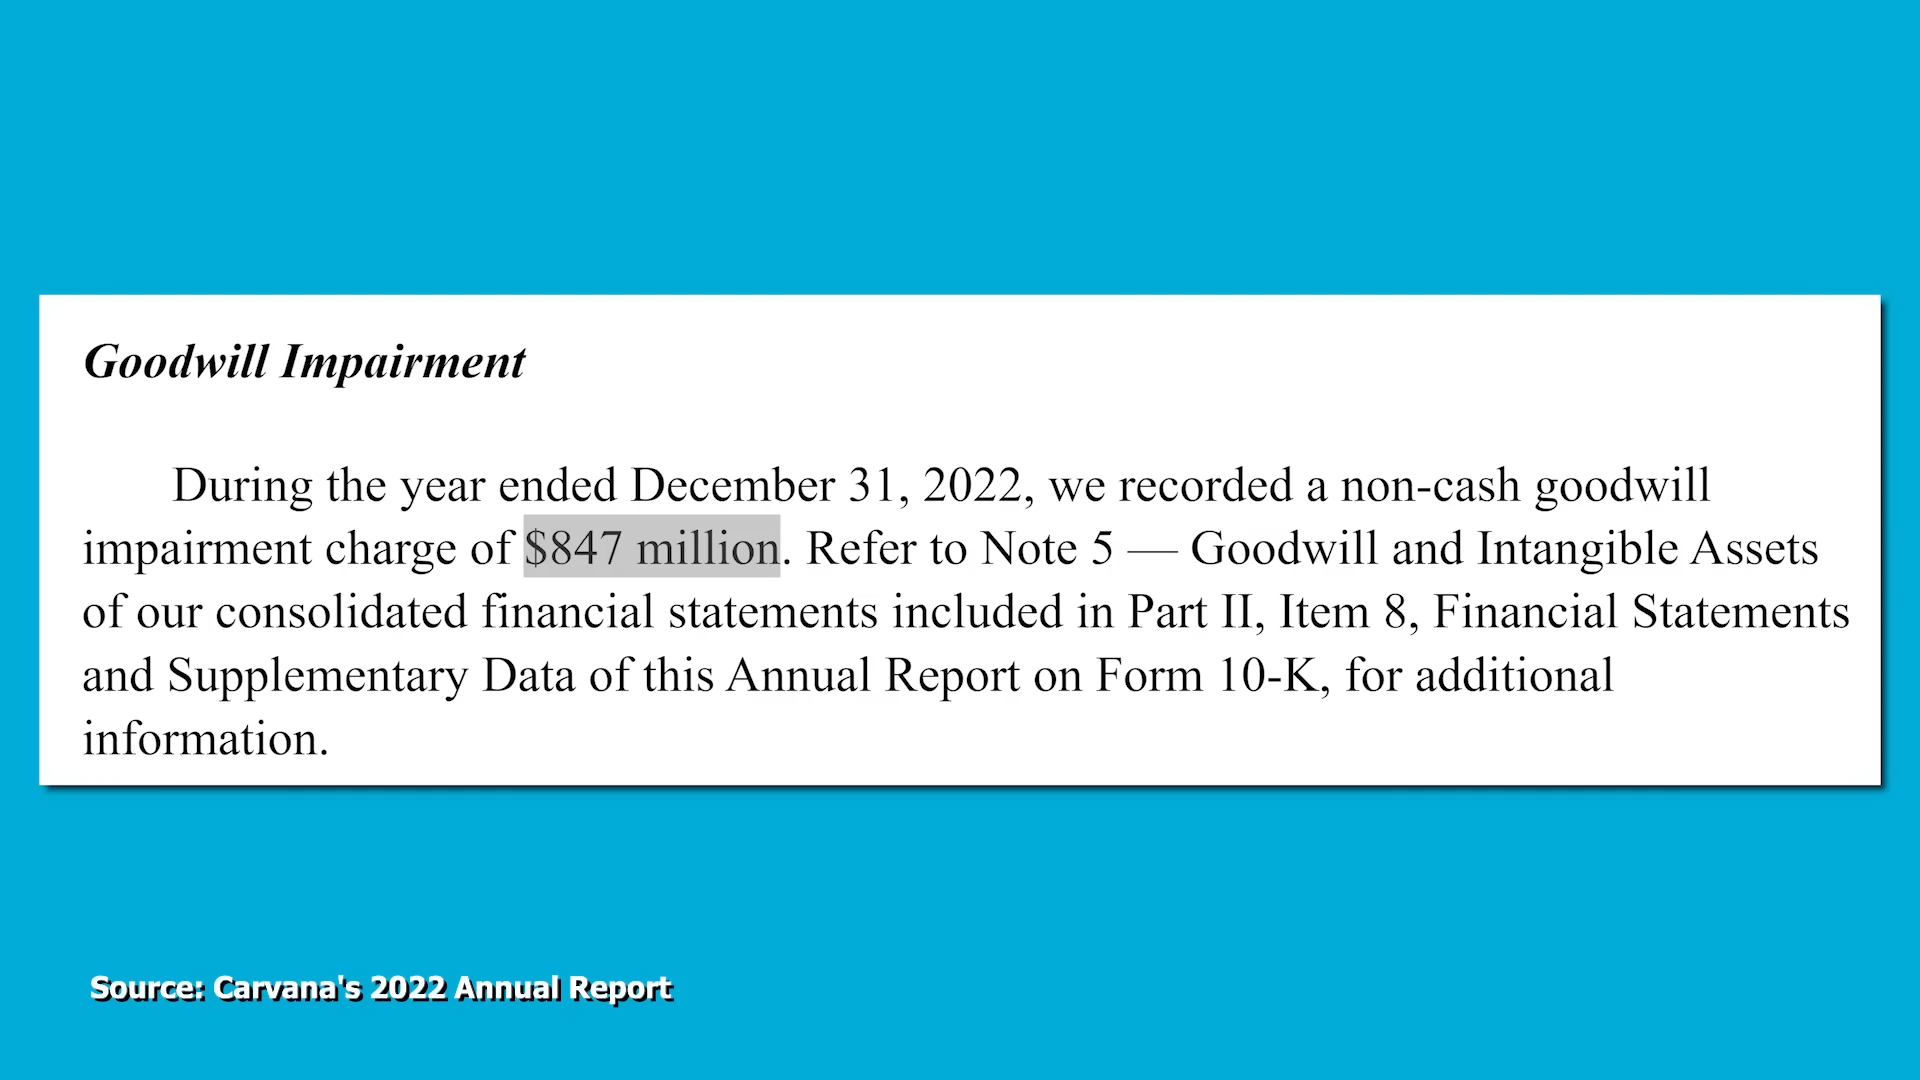 Goodwill Impairment
During the year ended December 31, 2022, we recorded a non-cash goodwill
impairment charge of $847 million. Refer to Note 5 — Goodwill and Intangible Assets
of our consolidated financial statements included in Part II, Item 8, Financial Statements
and Supplementary Data of this Annual Report on Form 10-K, for additional
information.
Source: Carvana's 2022 Annual Report